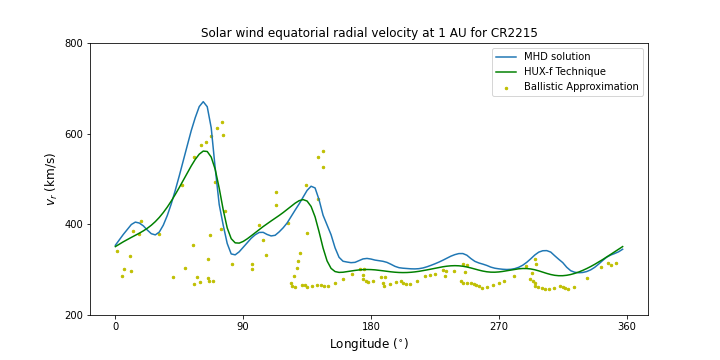 Solar wind equatorial radial velocity at 1 AU for CR2215
MHD solution
HUX-f Technique
Ballistic Approximation
800
600
400
200
v_r (km/s)
0 90 180 270 360
Longitude (°)